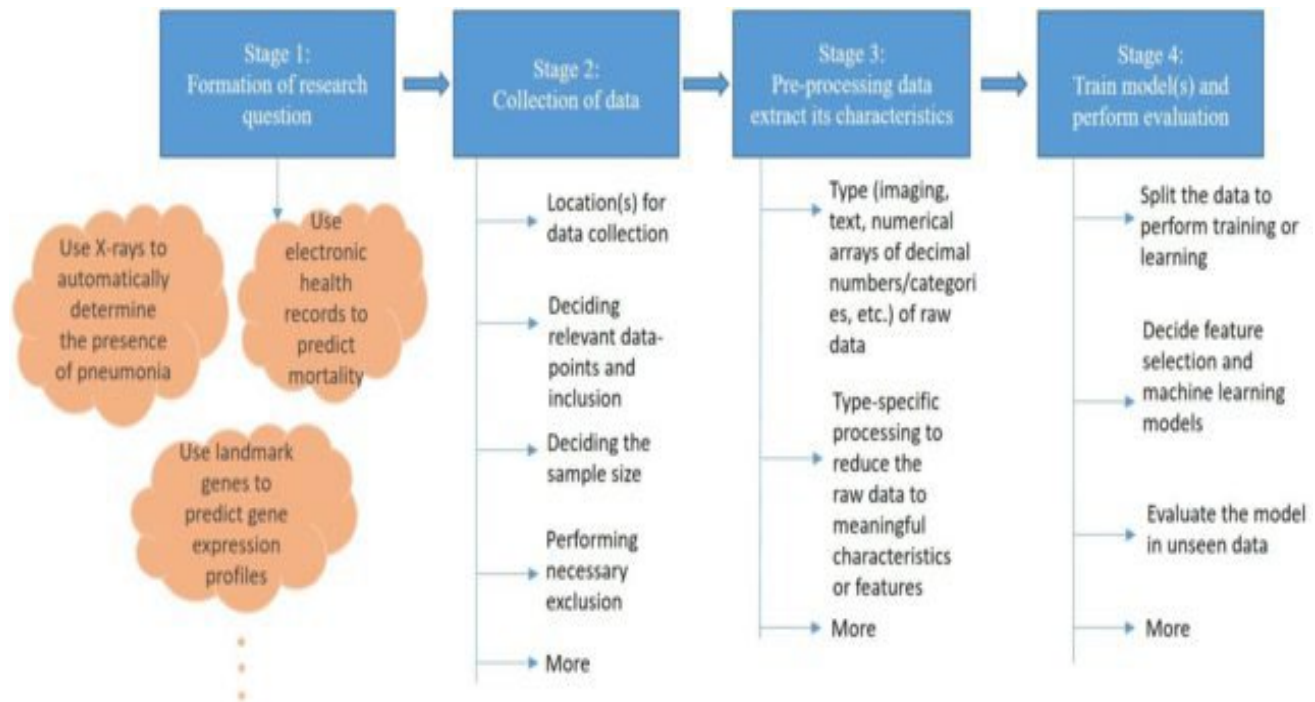 Stage 1:
Formation of research
question
Stage 2:
Collection of data
Stage 3:
Pre-processing data
extract its characteristics
Stage 4:
Train model(s) and
perform evaluation
Use X-rays to
automatically
determine
the presence
of pneumonia
Use
electronic
health
records to
predict
mortality
Use landmark
genes to
predict gene
expression
profiles
Location(s) for
data collection
Deciding
relevant data-
points and
inclusion
Deciding the
sample size
Performing
necessary
exclusion
More
Type (imaging,
text, numerical
arrays of decimal
numbers/categori
es, etc.) of raw
data
Type-specific
processing to
reduce the
raw data to
meaningful
characteristics
or features
More
Split the data to
perform training or
learning
Decide feature
selection and
machine learning
models
Evaluate the model
in unseen data
More